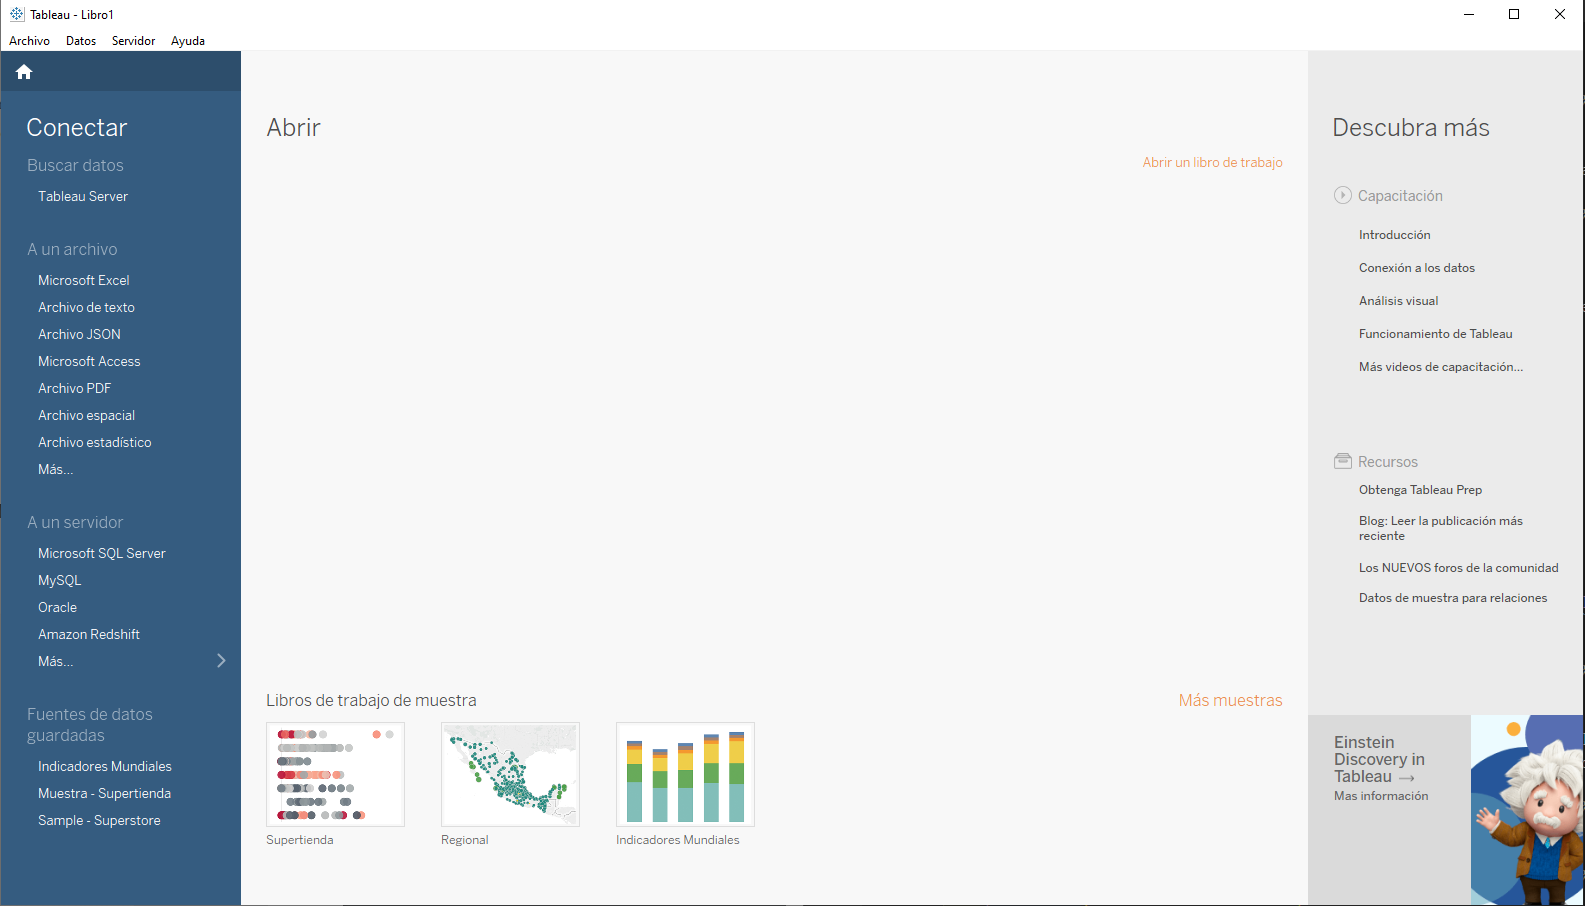 Tableau - Libro1
Archivo Datos Servidor Ayuda
Conectar
Buscar datos
Tableau Server
A un archivo
Microsoft Excel
Archivo de texto
Archivo JSON
Microsoft Access
Archivo PDF
Archivo espacial
Archivo estadístico
Más...
A un servidor
Microsoft SQL Server
MySQL
Oracle
Amazon Redshift
Más...
Fuentes de datos
guardadas
Indicadores Mundiales
Muestra - Supertienda
Sample - Superstore
Abrir
Abrir un libro de trabajo
Libros de trabajo de muestra
Más muestras
Supertienda
Regional
Indicadores Mundiales
Descubra más
Capacitación
Introducción
Conexión a los datos
Análisis visual
Funcionamiento de Tableau
Más videos de capacitación...
Recursos
Obtenga Tableau Prep
Blog: Leer la publicación más
reciente
Los NUEVOS foros de la comunidad
Datos de muestra para relaciones
Einstein
Discovery in
Tableau →
Mas información